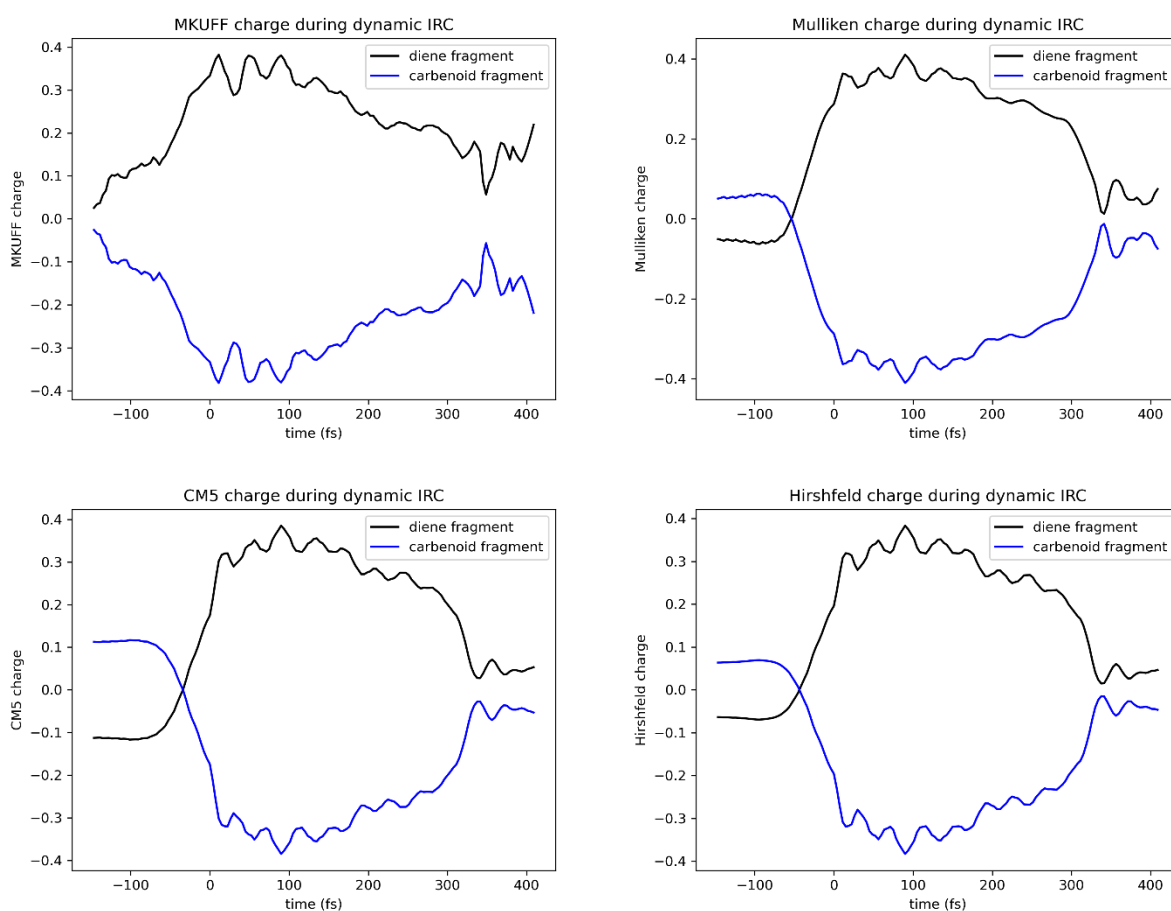 MKUFF charge during dynamic IRC
0.4
0.3
0.2
0.1
0.0
−0.1
−0.2
−0.3
−0.4
MKUFF charge
diene fragment
carbenoid fragment
−100 0 100 200 300 400
time (fs)
Mulliken charge during dynamic IRC
0.4
0.2
0.0
−0.2
−0.4
Mulliken charge
diene fragment
carbenoid fragment
−100 0 100 200 300 400
time (fs)
CM5 charge during dynamic IRC
0.4
0.3
0.2
0.1
0.0
−0.1
−0.2
−0.3
−0.4
CM5 charge
diene fragment
carbenoid fragment
−100 0 100 200 300 400
time (fs)
Hirshfeld charge during dynamic IRC
0.4
0.3
0.2
0.1
0.0
−0.1
−0.2
−0.3
−0.4
Hirshfeld charge
diene fragment
carbenoid fragment
−100 0 100 200 300 400
time (fs)